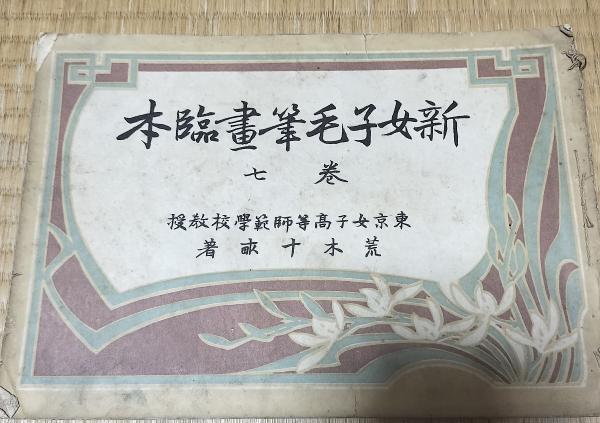 新女子毛筆畫臨本
卷七
東京女子高等師範學校教授
荒木十畝著